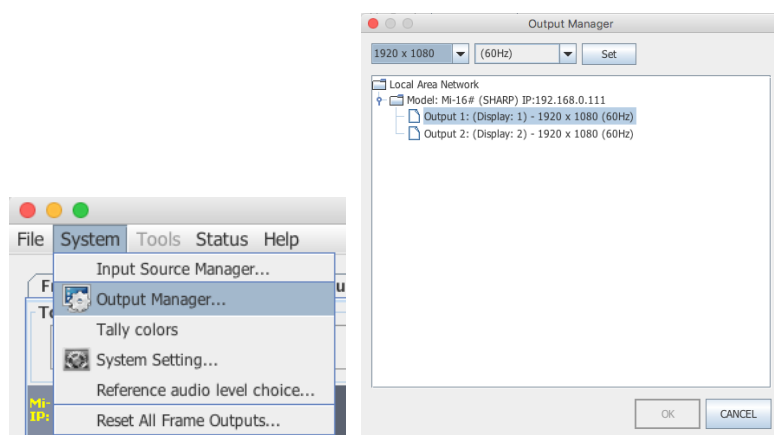 File System Tools Status Help
Input Source Manager...
Output Manager...
Tally colors
System Setting...
Reference audio level choice...
Reset All Frame Outputs...
Mi-
IP:
Output Manager
1920 x 1080 (60Hz) Set
Local Area Network
Model: Mi-16# (SHARP) IP:192.168.0.111
Output 1: (Display: 1) - 1920 x 1080 (60Hz)
Output 2: (Display: 2) - 1920 x 1080 (60Hz)
OK CANCEL